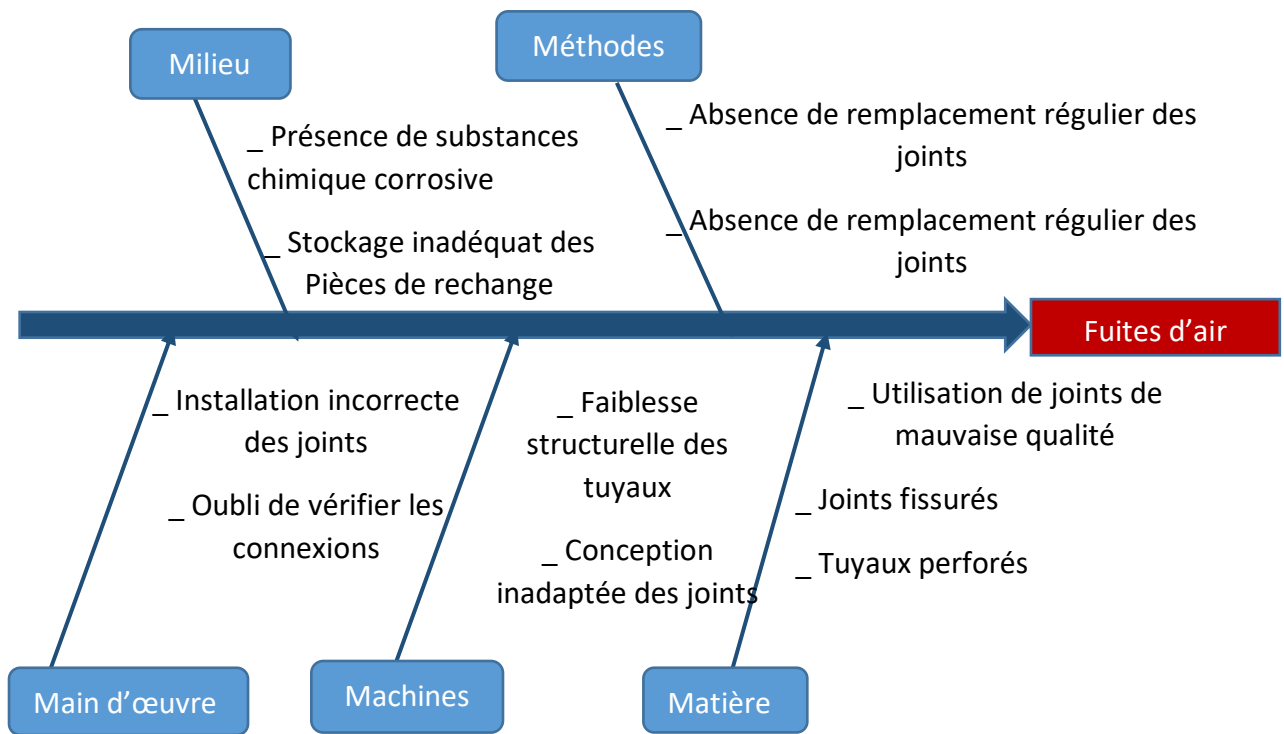 Milieu
Méthodes
_ Présence de substances
chimique corrosive
_ Stockage inadéquat des
Pièces de rechange
_ Absence de remplacement régulier des
joints
_ Absence de remplacement régulier des
joints
Fuites d’air
_ Installation incorrecte
des joints
_ Oubli de vérifier les
connexions
_ Faiblesse
structurelle des
tuyaux
_ Conception
inadaptée des joints
_ Utilisation de joints de
mauvaise qualité
_ Joints fissurés
_ Tuyaux perforés
Main d’œuvre
Machines
Matière